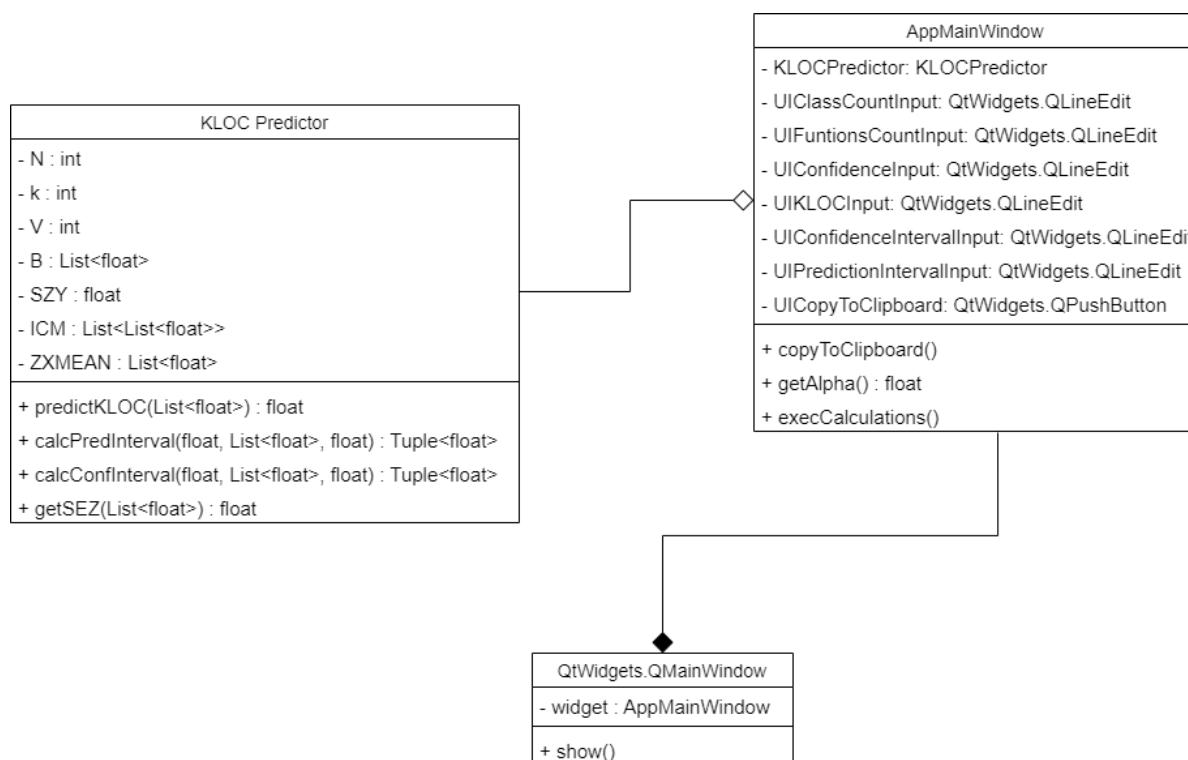 KLOC Predictor
- N : int
- k : int
- V : int
- B : List<float>
- SZY : float
- ICM : List<List<float>>
- ZXMEAN : List<float>
+ predictKLOC(List<float>) : float
+ calcPredInterval(float, List<float>, float) : Tuple<float>
+ calcConfInterval(float, List<float>, float) : Tuple<float>
+ getSEZ(List<float>) : float
AppMainWindow
- KLOCPredictor: KLOCPredictor
- UIClassCountInput: QtWidgets.QLineEdit
- UIFuntionsCountInput: QtWidgets.QLineEdit
- UIConfidenceInput: QtWidgets.QLineEdit
- UIKLOCInput: QtWidgets.QLineEdit
- UIConfidenceIntervalInput: QtWidgets.QLineEdit
- UIPredictionIntervalInput: QtWidgets.QLineEdit
- UICopyToClipboard: QtWidgets.QPushButton
+ copyToClipboard()
+ getAlpha() : float
+ execCalculations()
QtWidgets.QMainWindow
- widget : AppMainWindow
+ show()